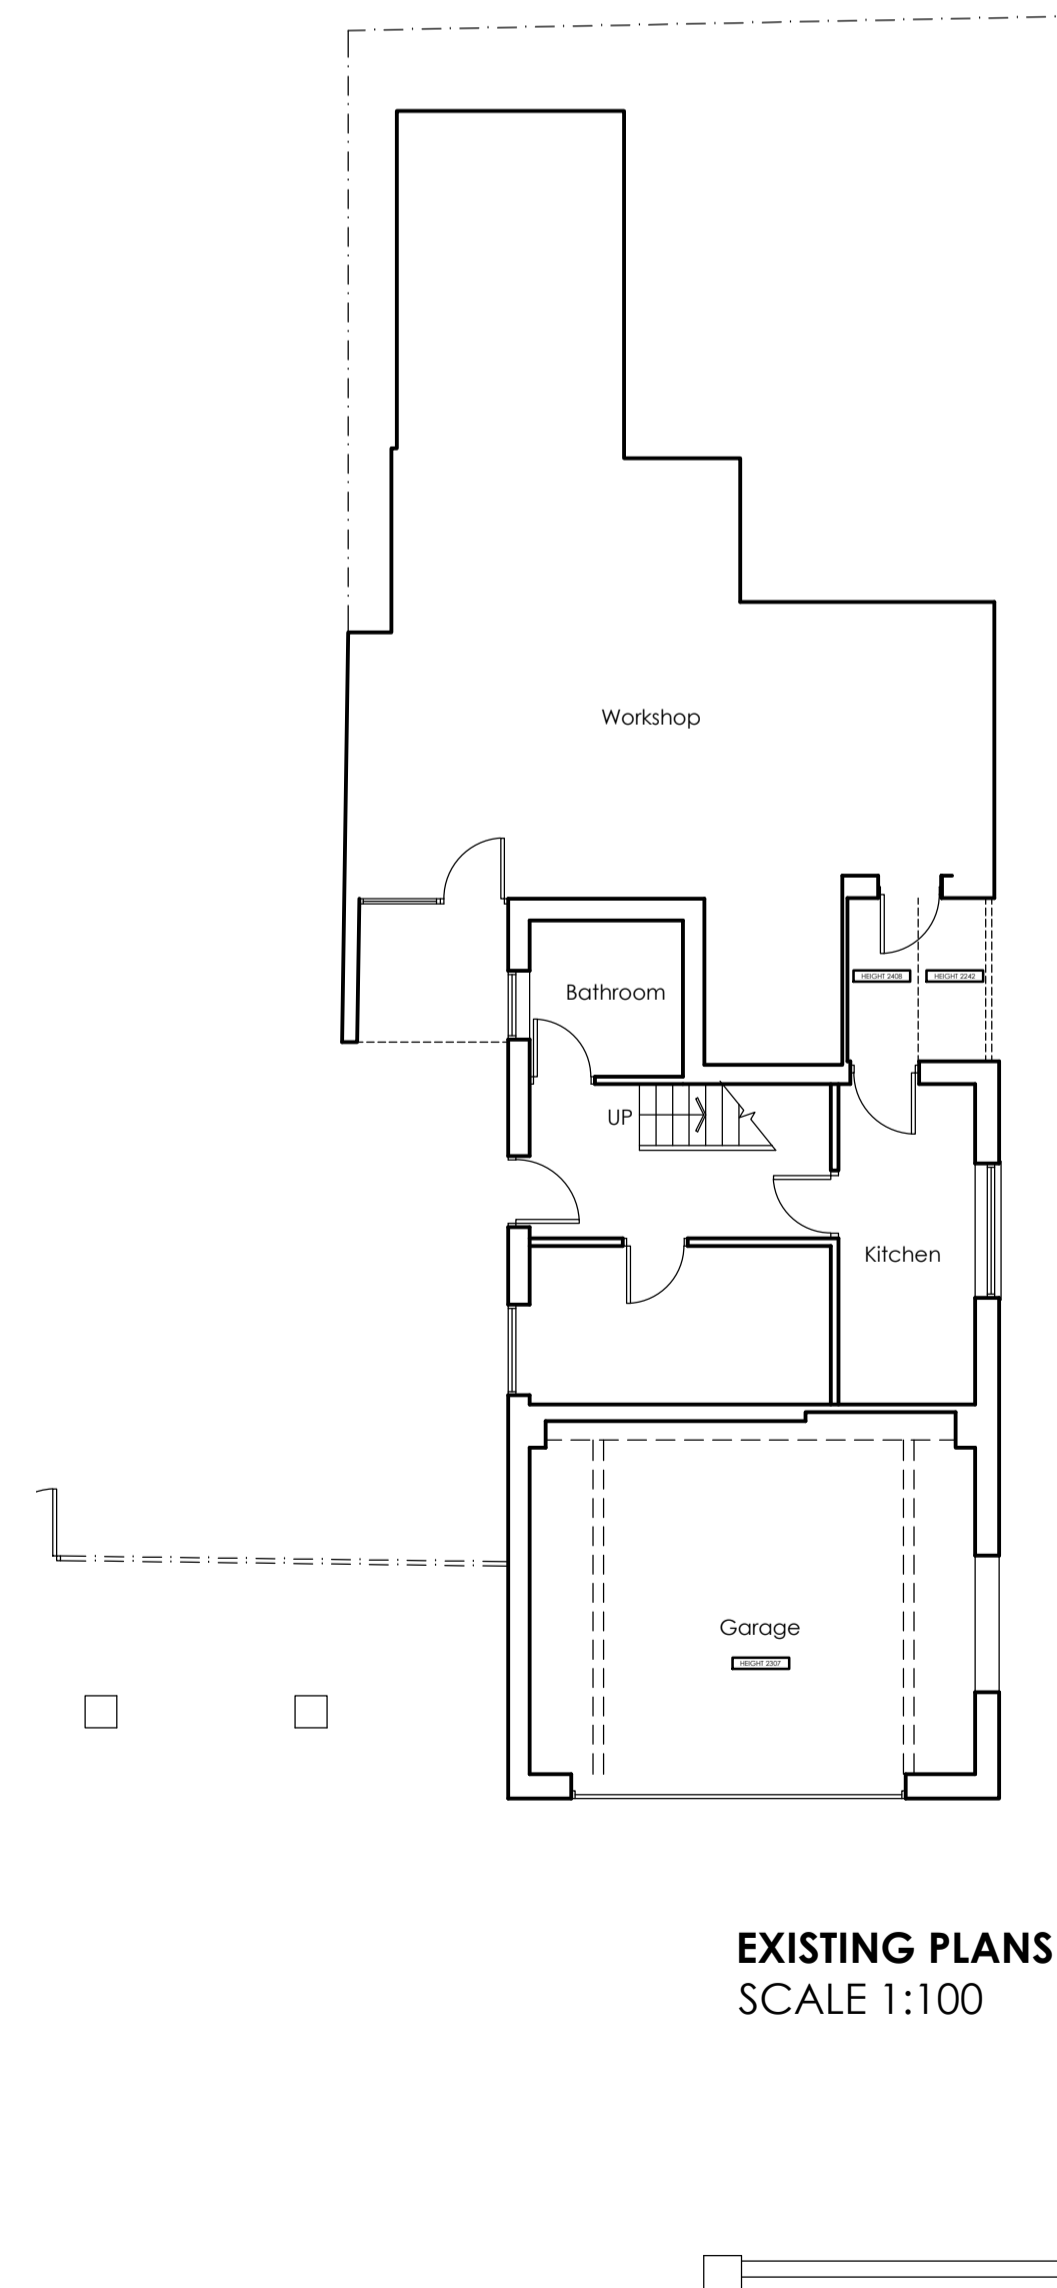 Workshop
HEIGHT 2408
HEIGHT 2242
Bathroom
UP
Kitchen
Garage
HEIGHT 2307
EXISTING PLANS
SCALE 1:100